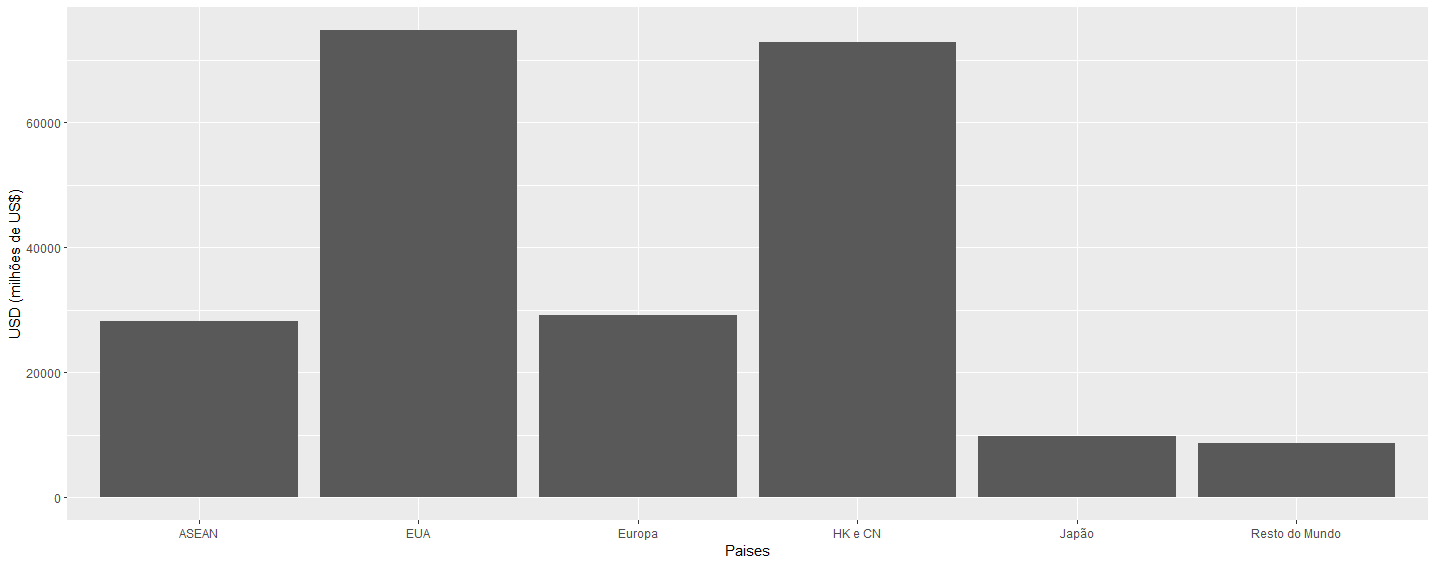 USD (milhões de US$)
60000
40000
20000
0
ASEAN EUA Europa HK e CN Japão Resto do Mundo
Paises